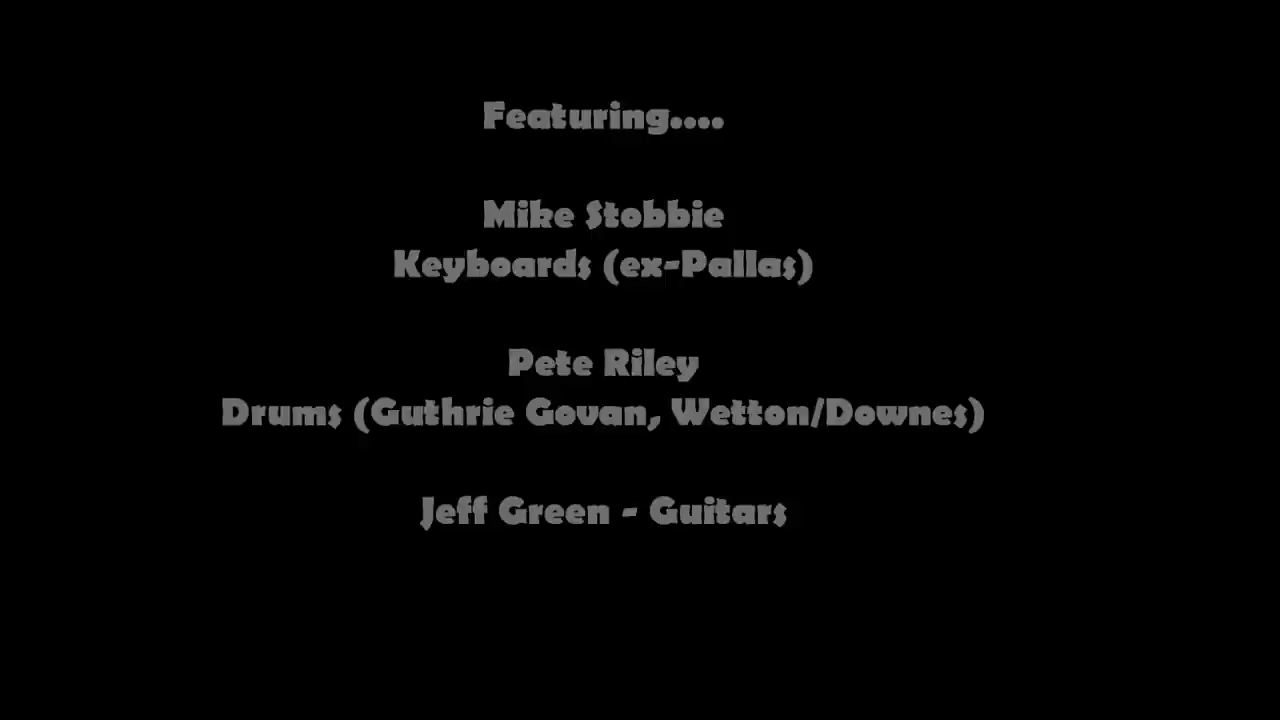 Featuring....
Mike Stobbie
Keyboards (ex-Pallas)
Pete Riley
Drums (Guthrie Govan, Wetton/Downes)
Jeff Green - Guitars